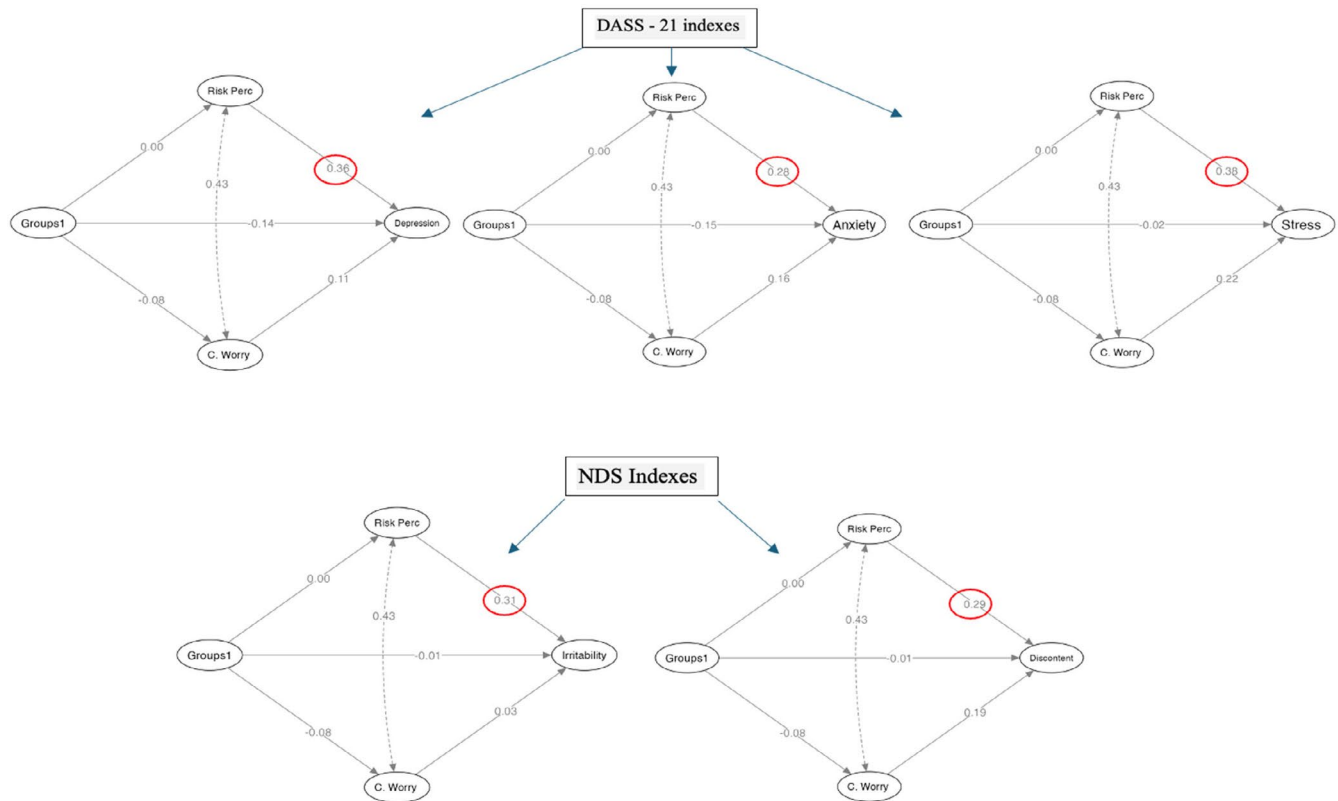 DASS - 21 indexes
Risk Perc
0.00
0.36
0.43
Groups1
-0.14
Depression
-0.08
0.11
C. Worry
Risk Perc
0.00
0.28
0.43
Groups1
-0.15
Anxiety
-0.08
0.16
C. Worry
Risk Perc
0.00
0.38
0.43
Groups1
-0.02
Stress
-0.08
0.22
C. Worry
NDS Indexes
Risk Perc
0.00
0.31
0.43
Groups1
-0.01
Irritability
-0.08
0.03
C. Worry
Risk Perc
0.00
0.29
0.43
Groups1
-0.01
Discontent
-0.08
0.19
C. Worry